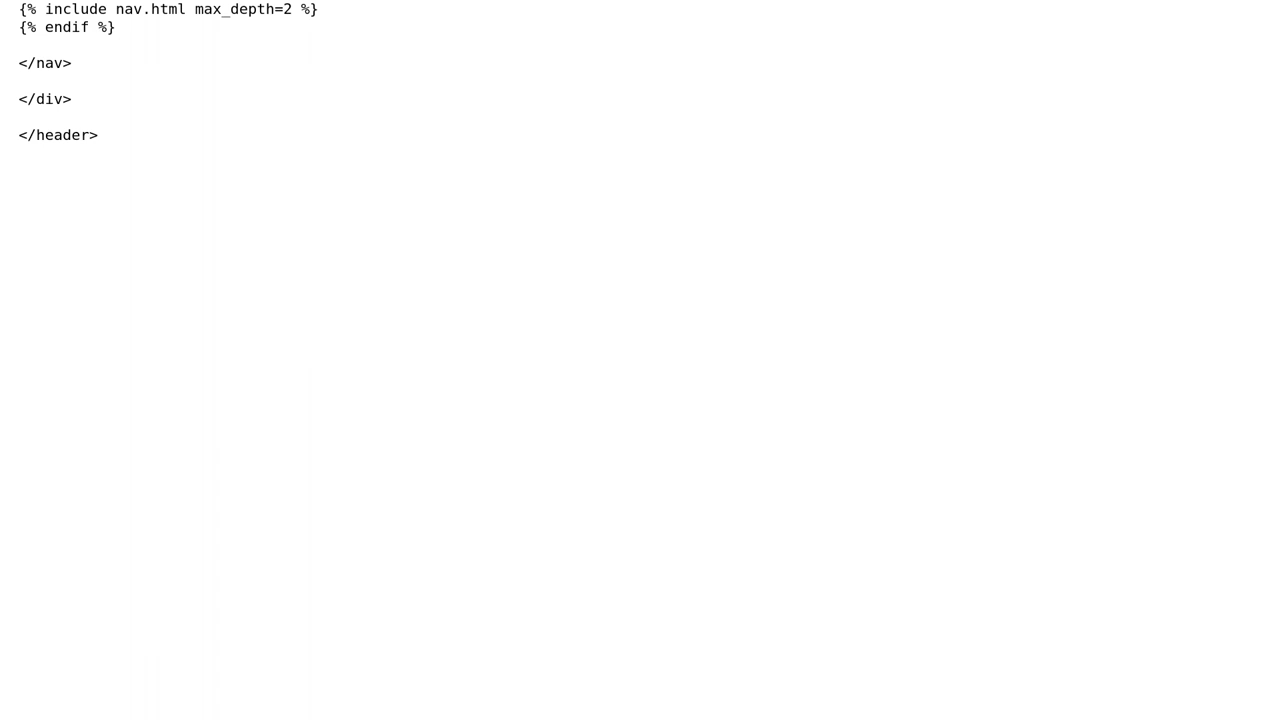 {% include nav.html max_depth=2 %}
{% endif %}
</nav>
</div>
</header>